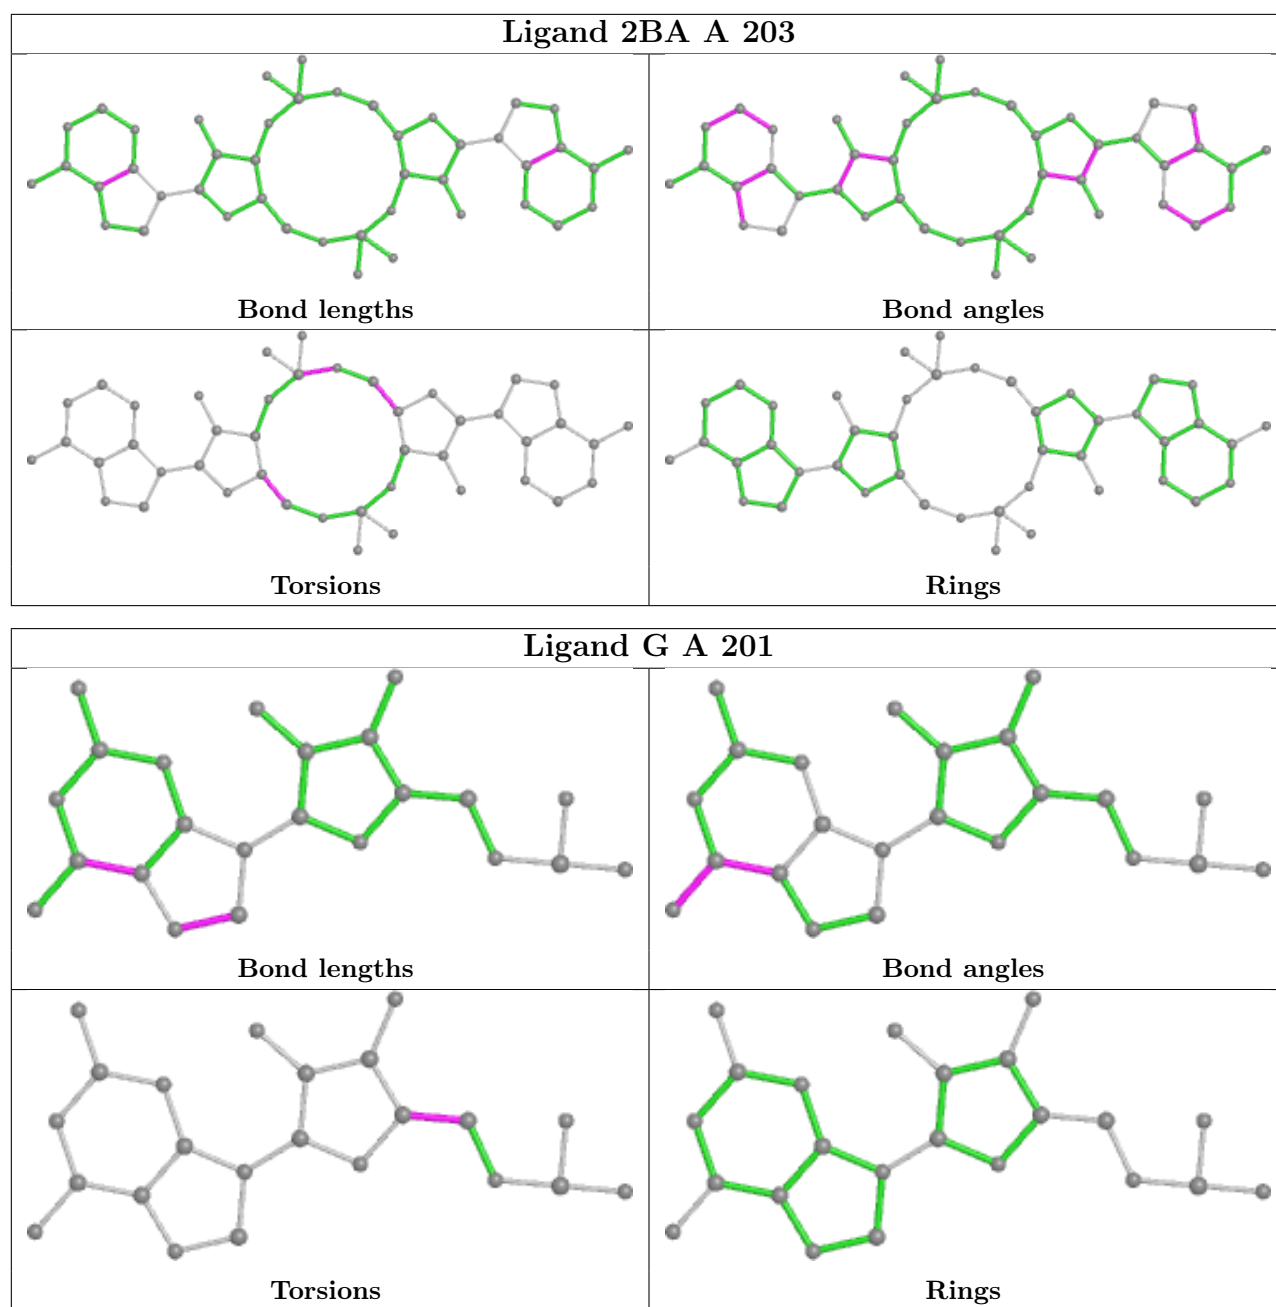 Ligand 2BA A 203
Bond lengths
Bond angles
Torsions
Rings
Ligand G A 201
Bond lengths
Bond angles
Torsions
Rings